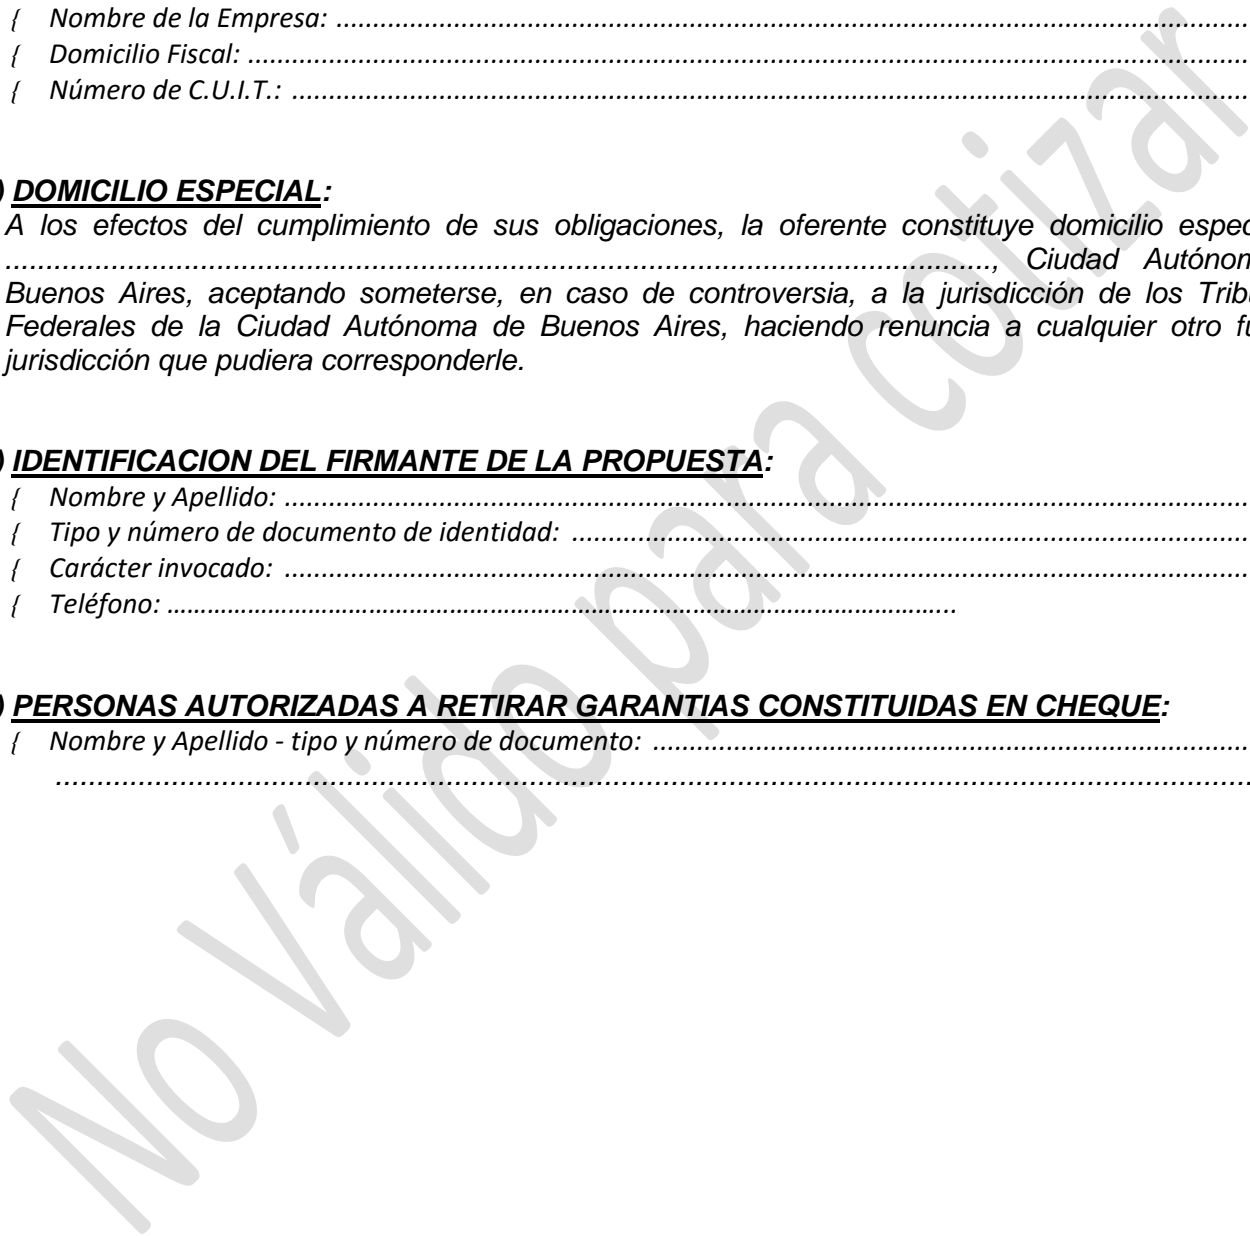 { Nombre de la Empresa: ....................................................................................................................
{ Domicilio Fiscal: ................................................................................................................................
{ Número de C.U.I.T.: ..........................................................................................................................
) DOMICILIO ESPECIAL:
A los efectos del cumplimiento de sus obligaciones, la oferente constituye domicilio espec
........................................................................................................................, Ciudad Autónom
Buenos Aires, aceptando someterse, en caso de controversia, a la jurisdicción de los Tribu
Federales de la Ciudad Autónoma de Buenos Aires, haciendo renuncia a cualquier otro fu
jurisdicción que pudiera corresponderle.
) IDENTIFICACION DEL FIRMANTE DE LA PROPUESTA:
{ Nombre y Apellido: ...........................................................................................................................
{ Tipo y número de documento de identidad: .......................................................................................
{ Carácter invocado: ...........................................................................................................................
{ Teléfono: ....................................................................................................
) PERSONAS AUTORIZADAS A RETIRAR GARANTIAS CONSTITUIDAS EN CHEQUE:
{ Nombre y Apellido - tipo y número de documento: ............................................................................
..................................................................................................................................................
No Válido para cotizar